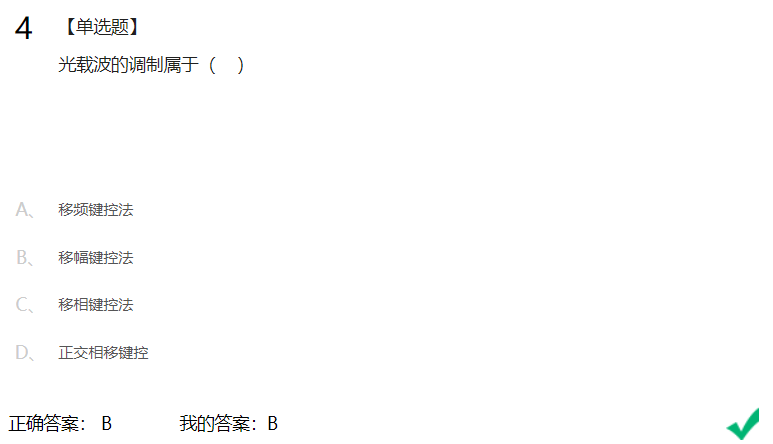 4 【单选题】
光载波的调制属于（ ）
A、 移频键控法
B、 移幅键控法
C、 移相键控法
D、 正交相移键控
正确答案： B 我的答案：B